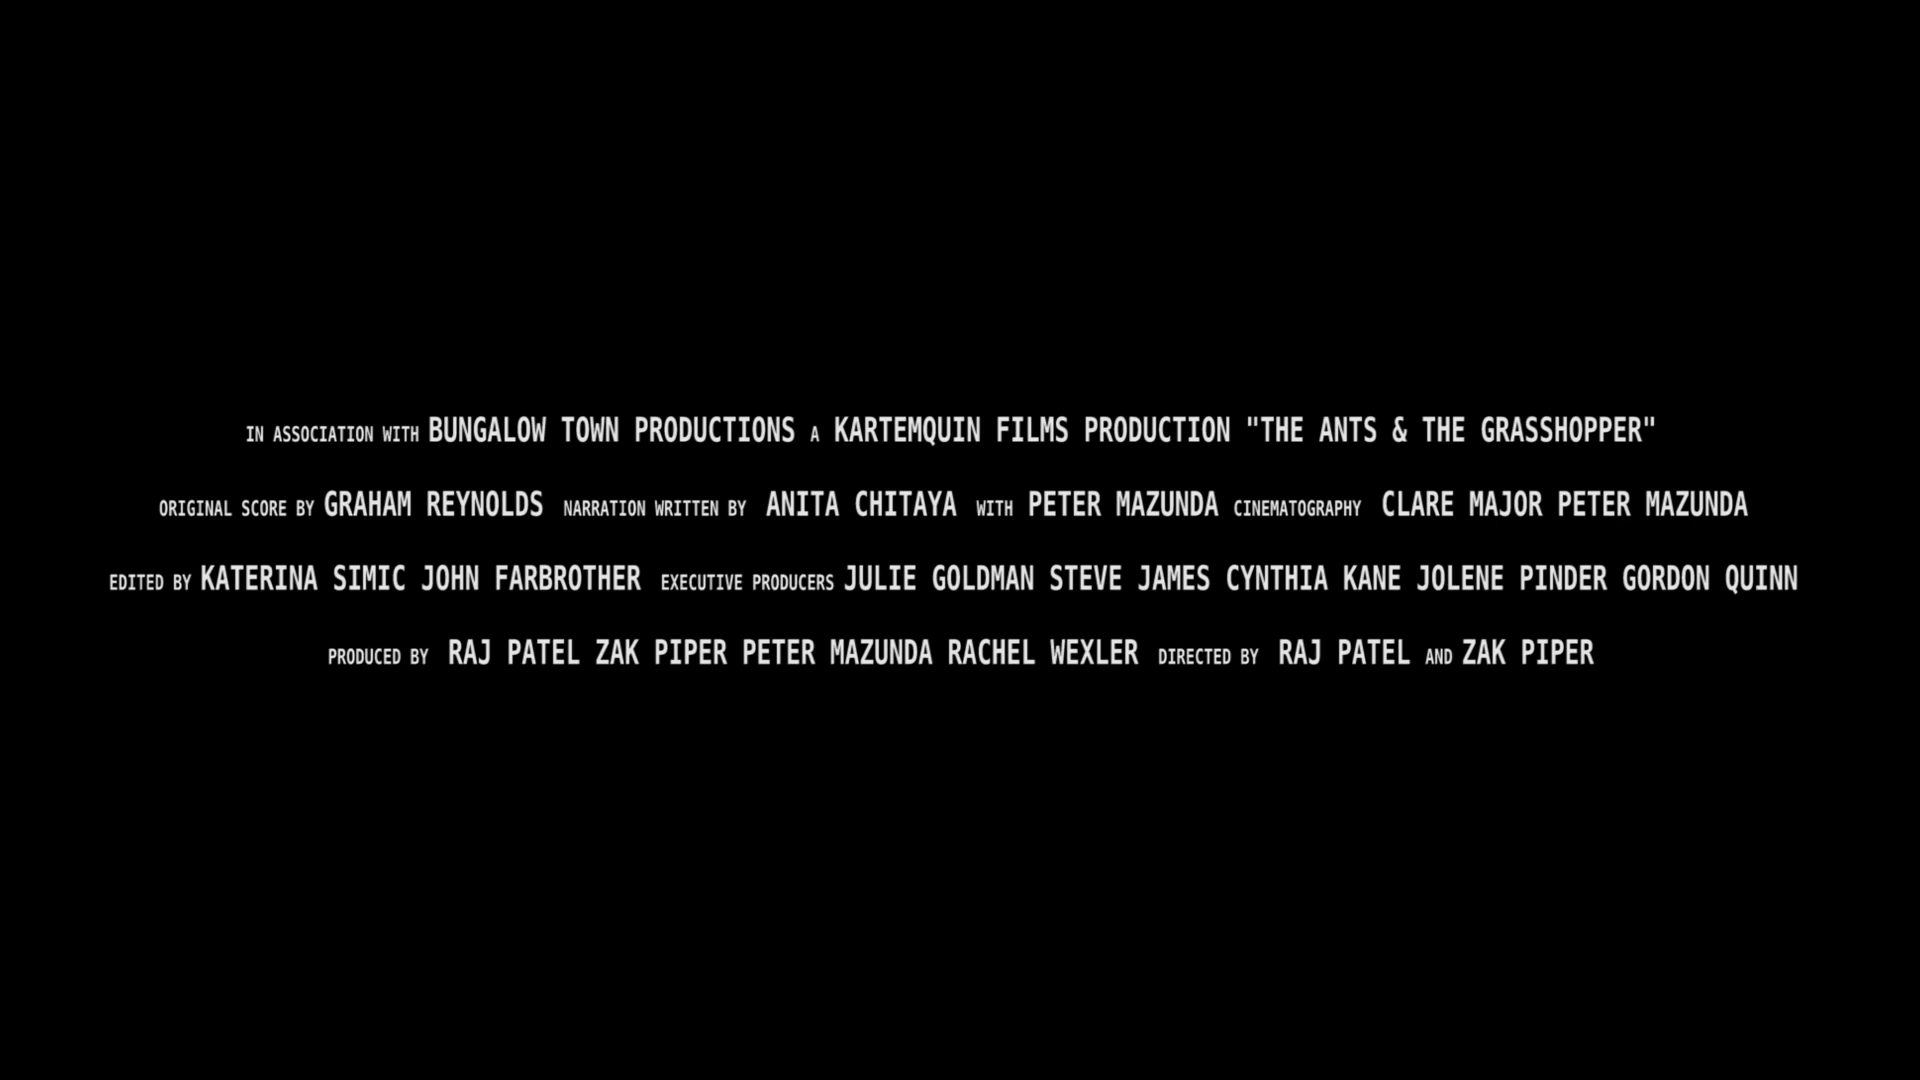 IN ASSOCIATION WITH BUNGALOW TOWN PRODUCTIONS A KARTEMQUIN FILMS PRODUCTION "THE ANTS & THE GRASSHOPPER"
ORIGINAL SCORE BY GRAHAM REYNOLDS NARRATION WRITTEN BY ANITA CHITAYA WITH PETER MAZUNDA CINEMATOGRAPHY CLARE MAJOR PETER MAZUNDA
EDITED BY KATERINA SIMIC JOHN FARBROTHER EXECUTIVE PRODUCERS JULIE GOLDMAN STEVE JAMES CYNTHIA KANE JOLENE PINDER GORDON QUINN
PRODUCED BY RAJ PATEL ZAK PIPER PETER MAZUNDA RACHEL WEXLER DIRECTED BY RAJ PATEL AND ZAK PIPER